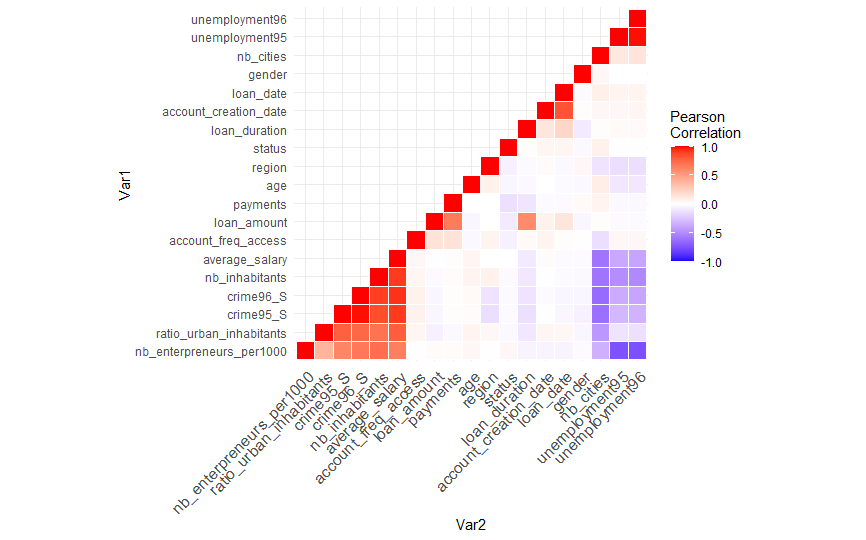 unemployment96
unemployment95
nb_cities
gender
loan_date
account_creation_date
loan_duration
status
region
age
payments
loan_amount
account_freq_access
average_salary
nb_inhabitants
crime96_S
crime95_S
ratio_urban_inhabitants
nb_enterpreneurs_per1000
Var1
nb_enterpreneurs_per1000
ratio_urban_inhabitants
crime95_S
crime96_S
nb_inhabitants
average_salary
account_freq_access
loan_amount
payments
age
region
status
loan_duration
account_creation_date
loan_date
gender
nb_cities
unemployment95
unemployment96
Var2
Pearson
Correlation
1.0
0.5
0.0
-0.5
-1.0